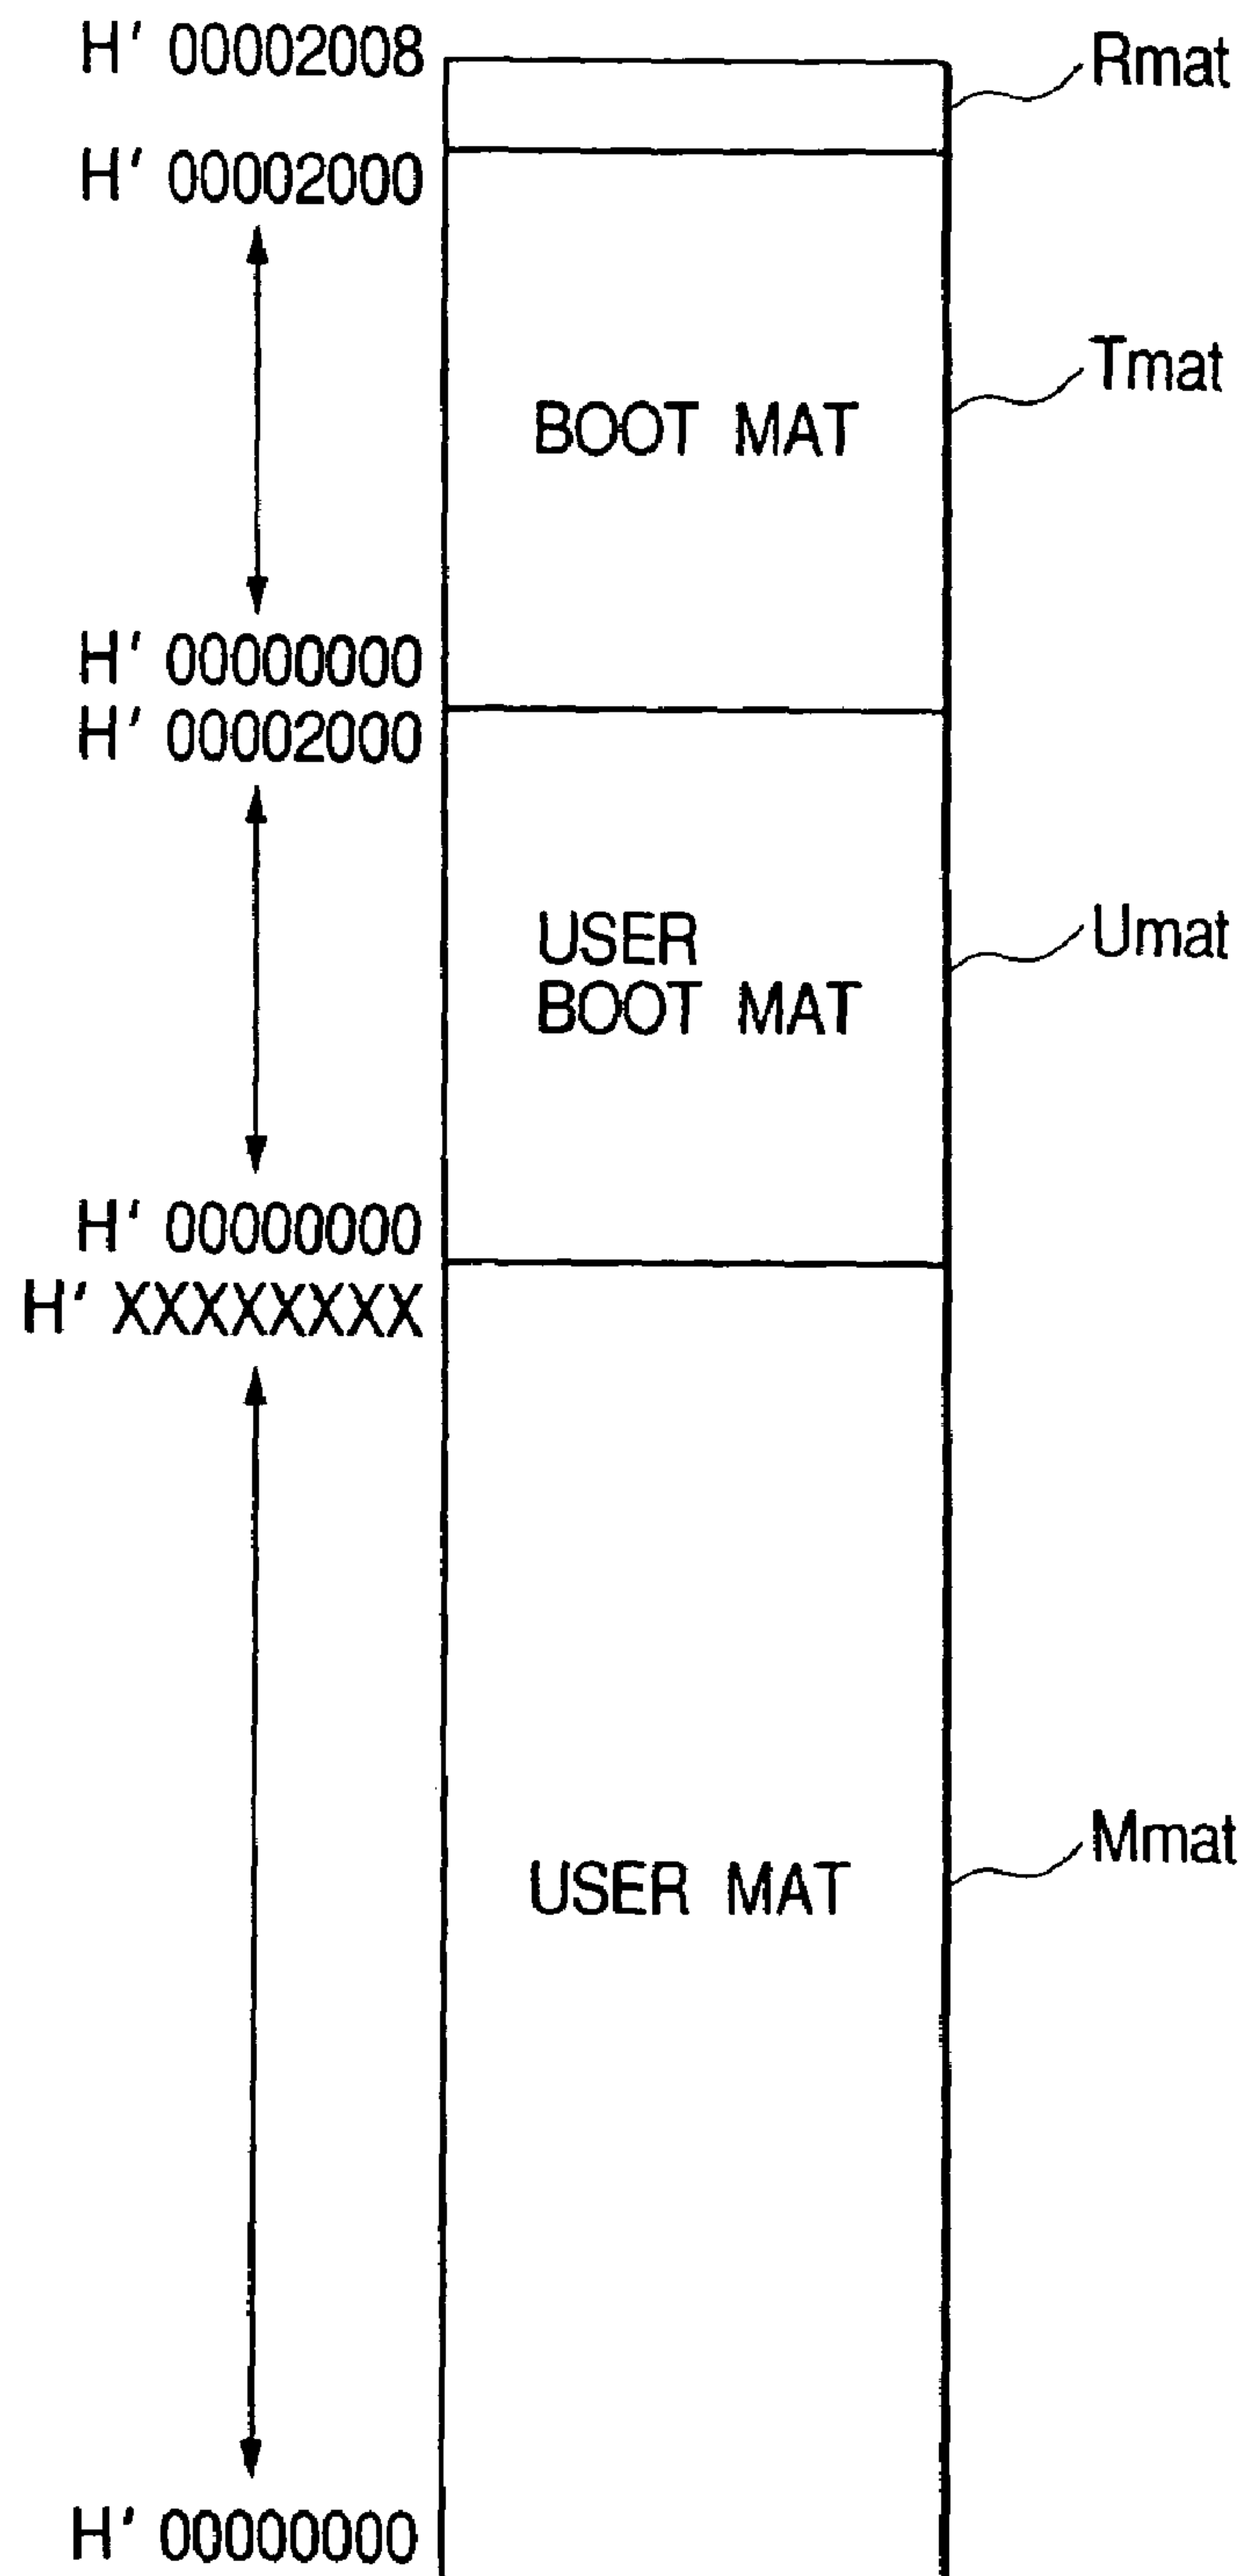 H' 00002008
Rmat
H' 00002000
BOOT MAT
Tmat
H' 00000000
H' 00002000
USER
BOOT MAT
Umat
H' 00000000
H' XXXXXXXX
USER MAT
Mmat
H' 00000000